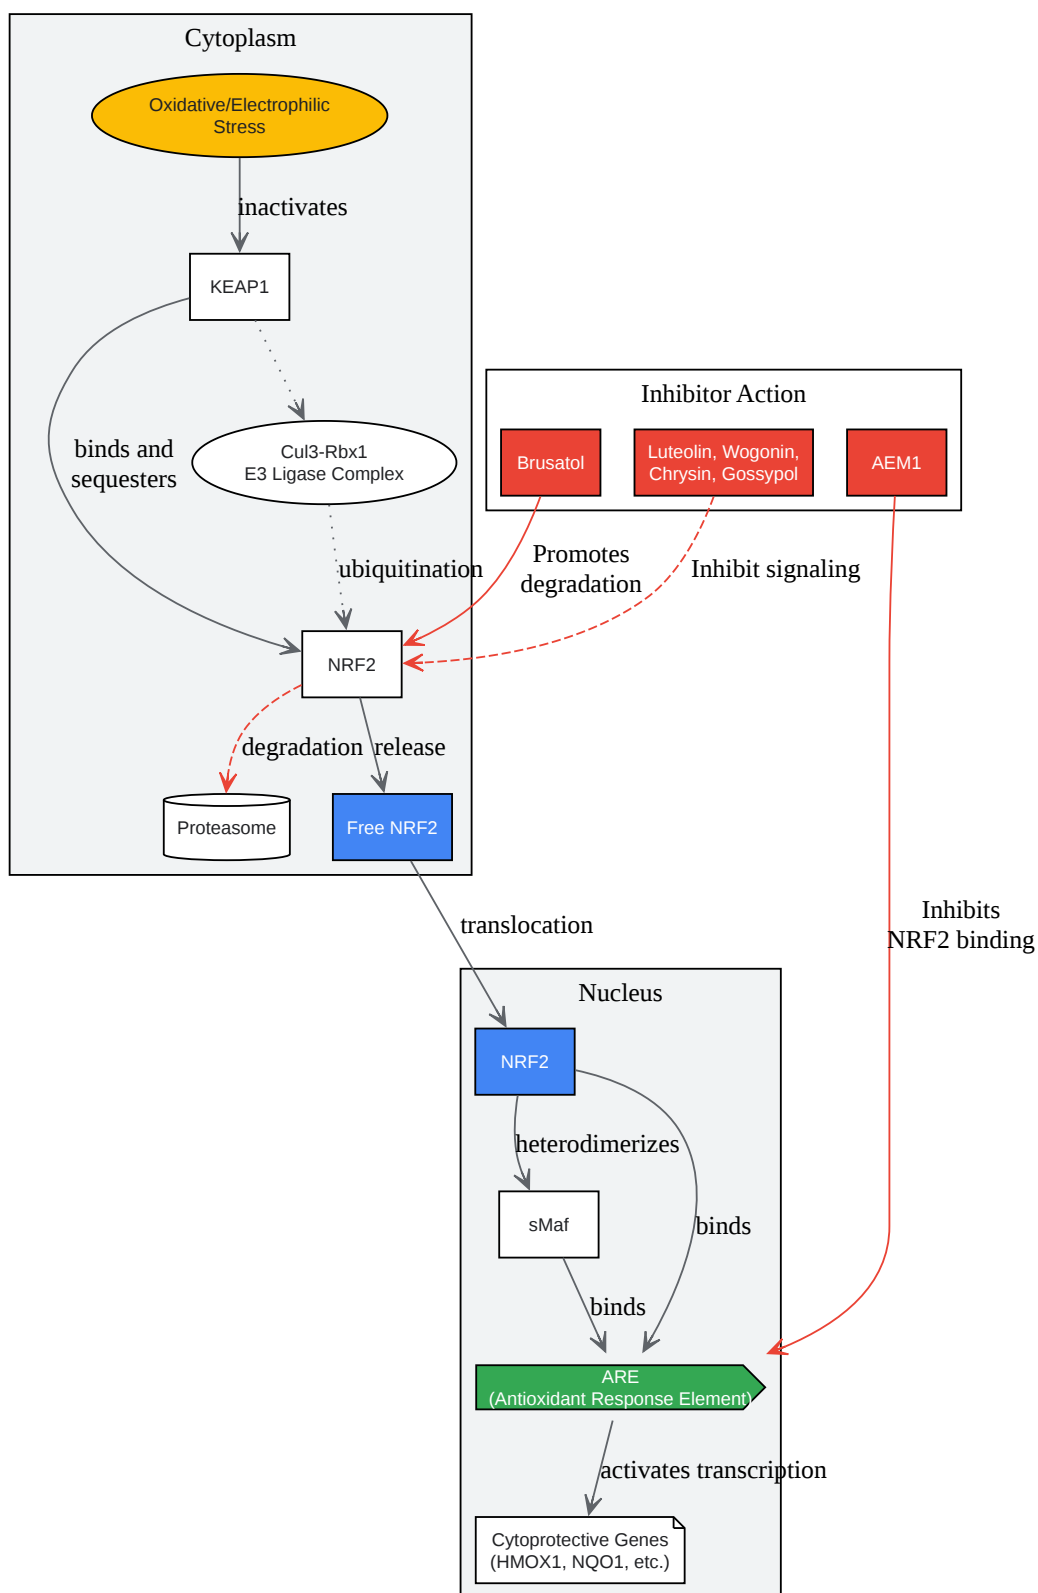 Cytoplasm
Oxidative/Electrophilic
Stress
inactivates
KEAP1
binds and
sequesters
Cul3-Rbx1
E3 Ligase Complex
ubiquitination
Inhibitor Action
Brusatol
Luteolin, Wogonin,
Chrysin, Gossypol
AEM1
Promotes
degradation
Inhibit signaling
NRF2
degradation
release
Proteasome
Free NRF2
translocation
Inhibits
NRF2 binding
Nucleus
NRF2
heterodimerizes
sMaf
binds
binds
ARE
(Antioxidant Response Element)
activates transcription
Cytoprotective Genes
(HMOX1, NQO1, etc.)